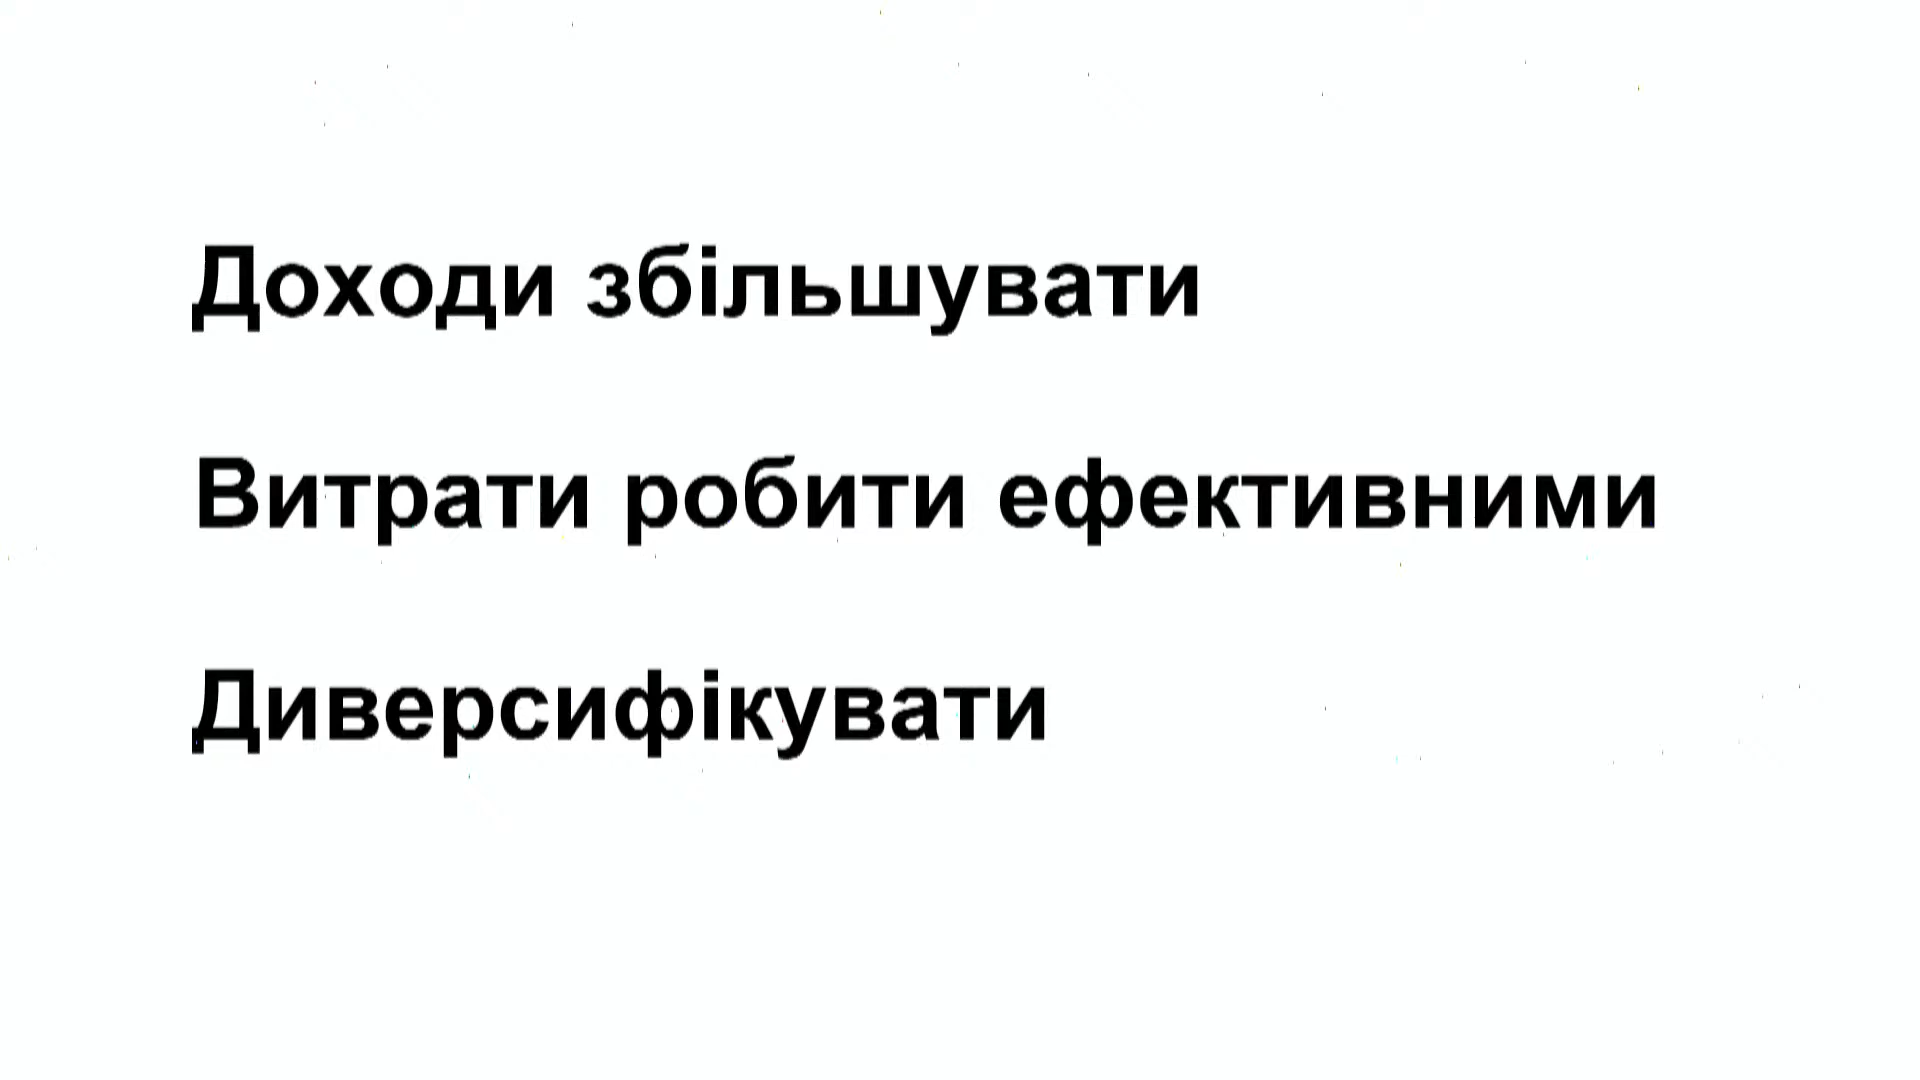 Доходи збільшувати
Витрати робити ефективними
Диверсифікувати